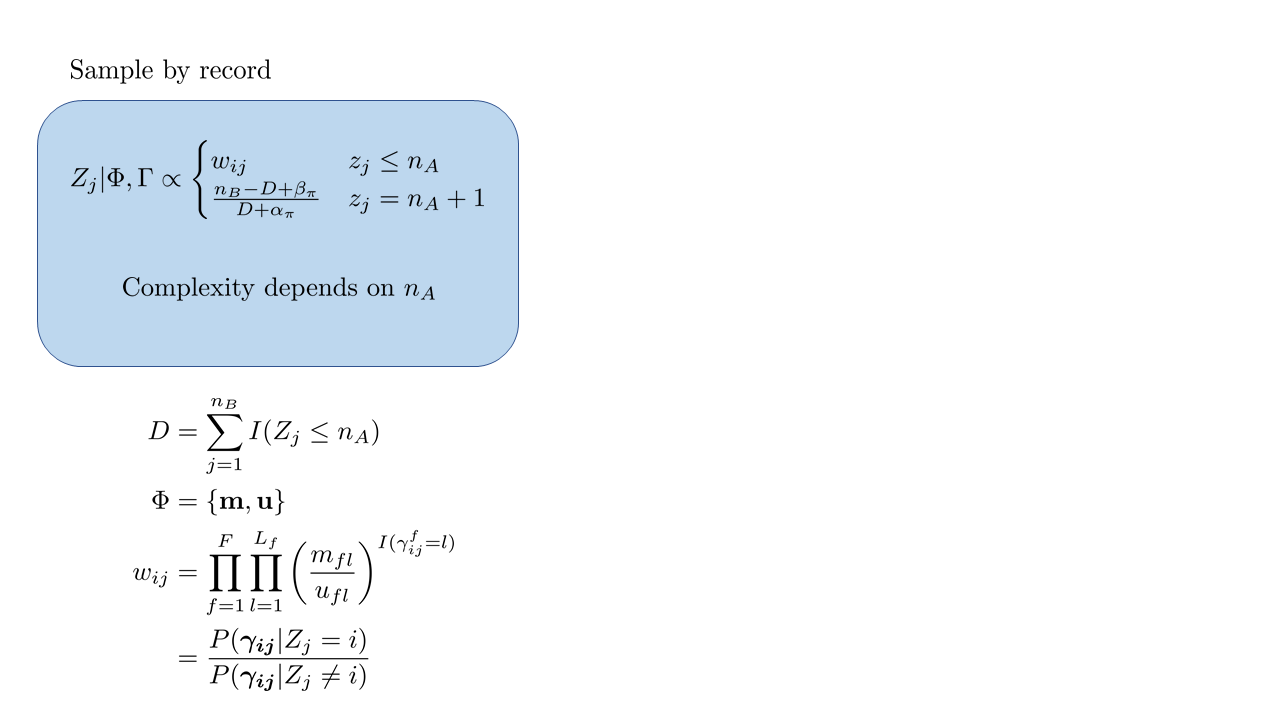 Sample by record
$Z_j|\Phi, \Gamma \propto \begin{cases} w_{ij} & z_j \leq n_A \\ \frac{n_B - D + \beta_\pi}{D + \alpha_\pi} & z_j = n_A + 1 \end{cases}$
Complexity depends on $n_A$
$D = \sum_{j=1}^{n_B} I(Z_j \leq n_A)$
$\Phi = \{\mathbf{m}, \mathbf{u}\}$
$w_{ij} = \prod_{f=1}^{F} \prod_{l=1}^{L_f} \left( \frac{m_{fl}}{u_{fl}} \right)^{I(\gamma_{ij}^f = l)}$
$= \frac{P(\boldsymbol{\gamma_{ij}}|Z_j = i)}{P(\boldsymbol{\gamma_{ij}}|Z_j \neq i)}$